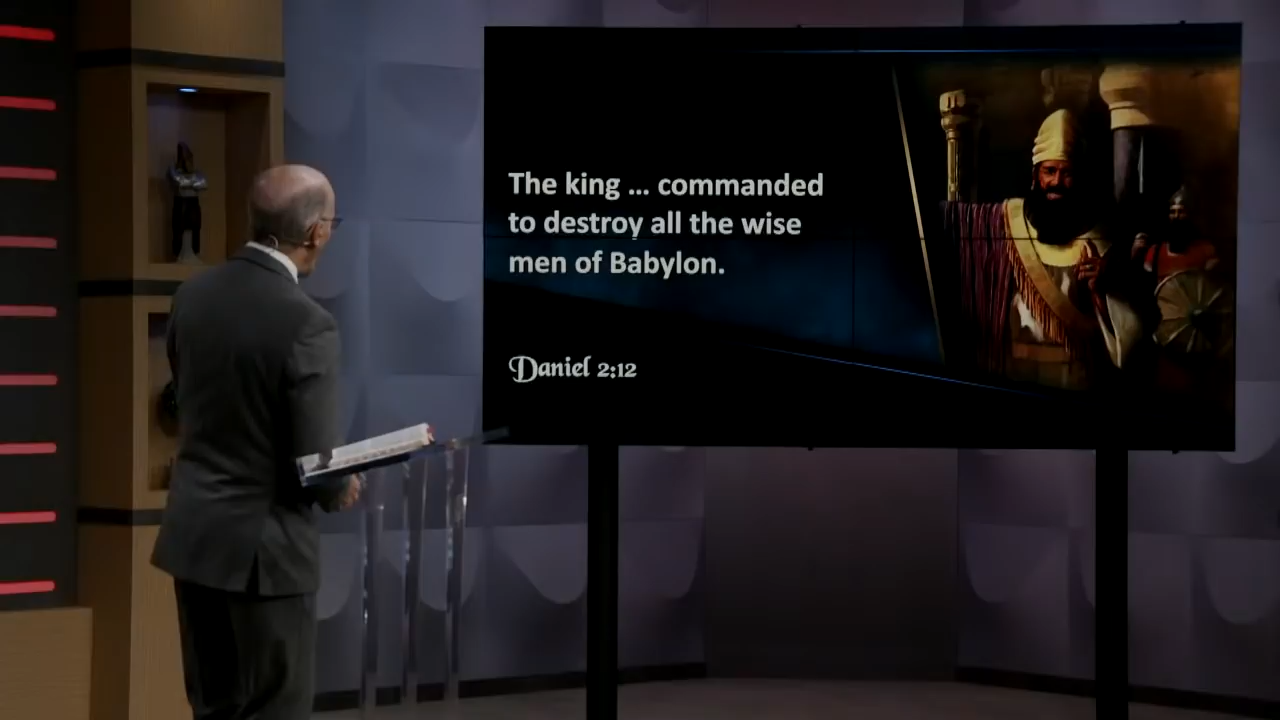 The king ... commanded
to destroy all the wise
men of Babylon.
Daniel 2:12